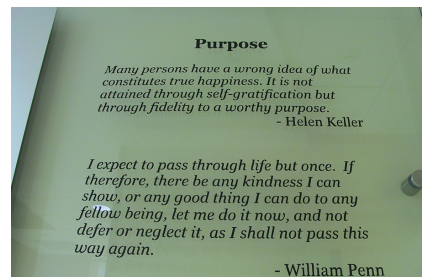 Purpose
Many persons have a wrong idea of what
constitutes true happiness. It is not
attained through self-gratification but
through fidelity to a worthy purpose.
- Helen Keller
I expect to pass through life but once. If
therefore, there be any kindness I can
show, or any good thing I can do to any
fellow being, let me do it now, and not
defer or neglect it, as I shall not pass this
way again.
- William Penn